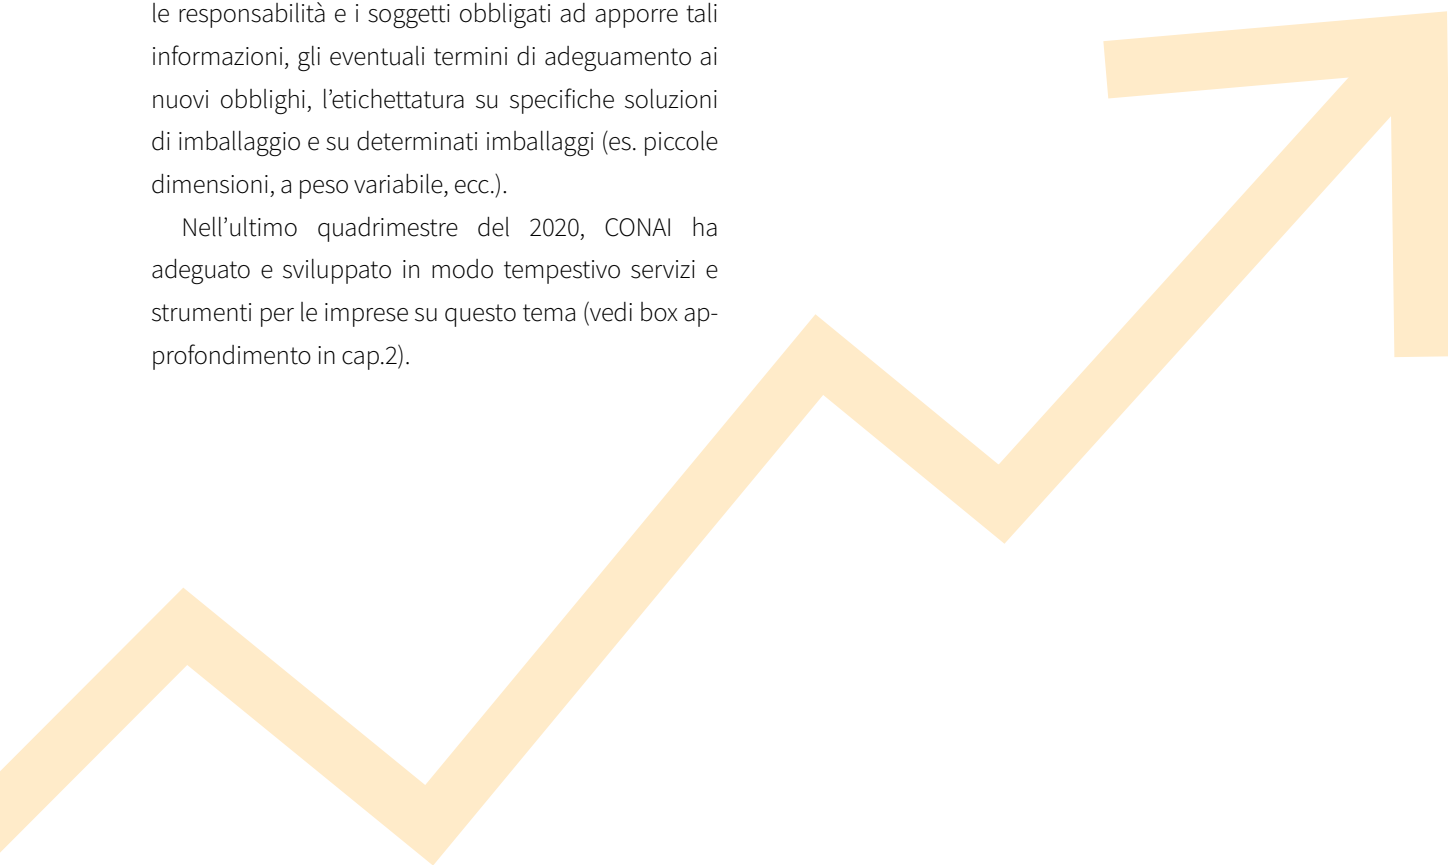 le responsabilità e i soggetti obbligati ad apporre tali
informazioni, gli eventuali termini di adeguamento ai
nuovi obblighi, l’etichettatura su specifiche soluzioni
di imballaggio e su determinati imballaggi (es. piccole
dimensioni, a peso variabile, ecc.).
Nell’ultimo quadrimestre del 2020, CONAI ha
adeguato e sviluppato in modo tempestivo servizi e
strumenti per le imprese su questo tema (vedi box ap-
profondimento in cap.2).